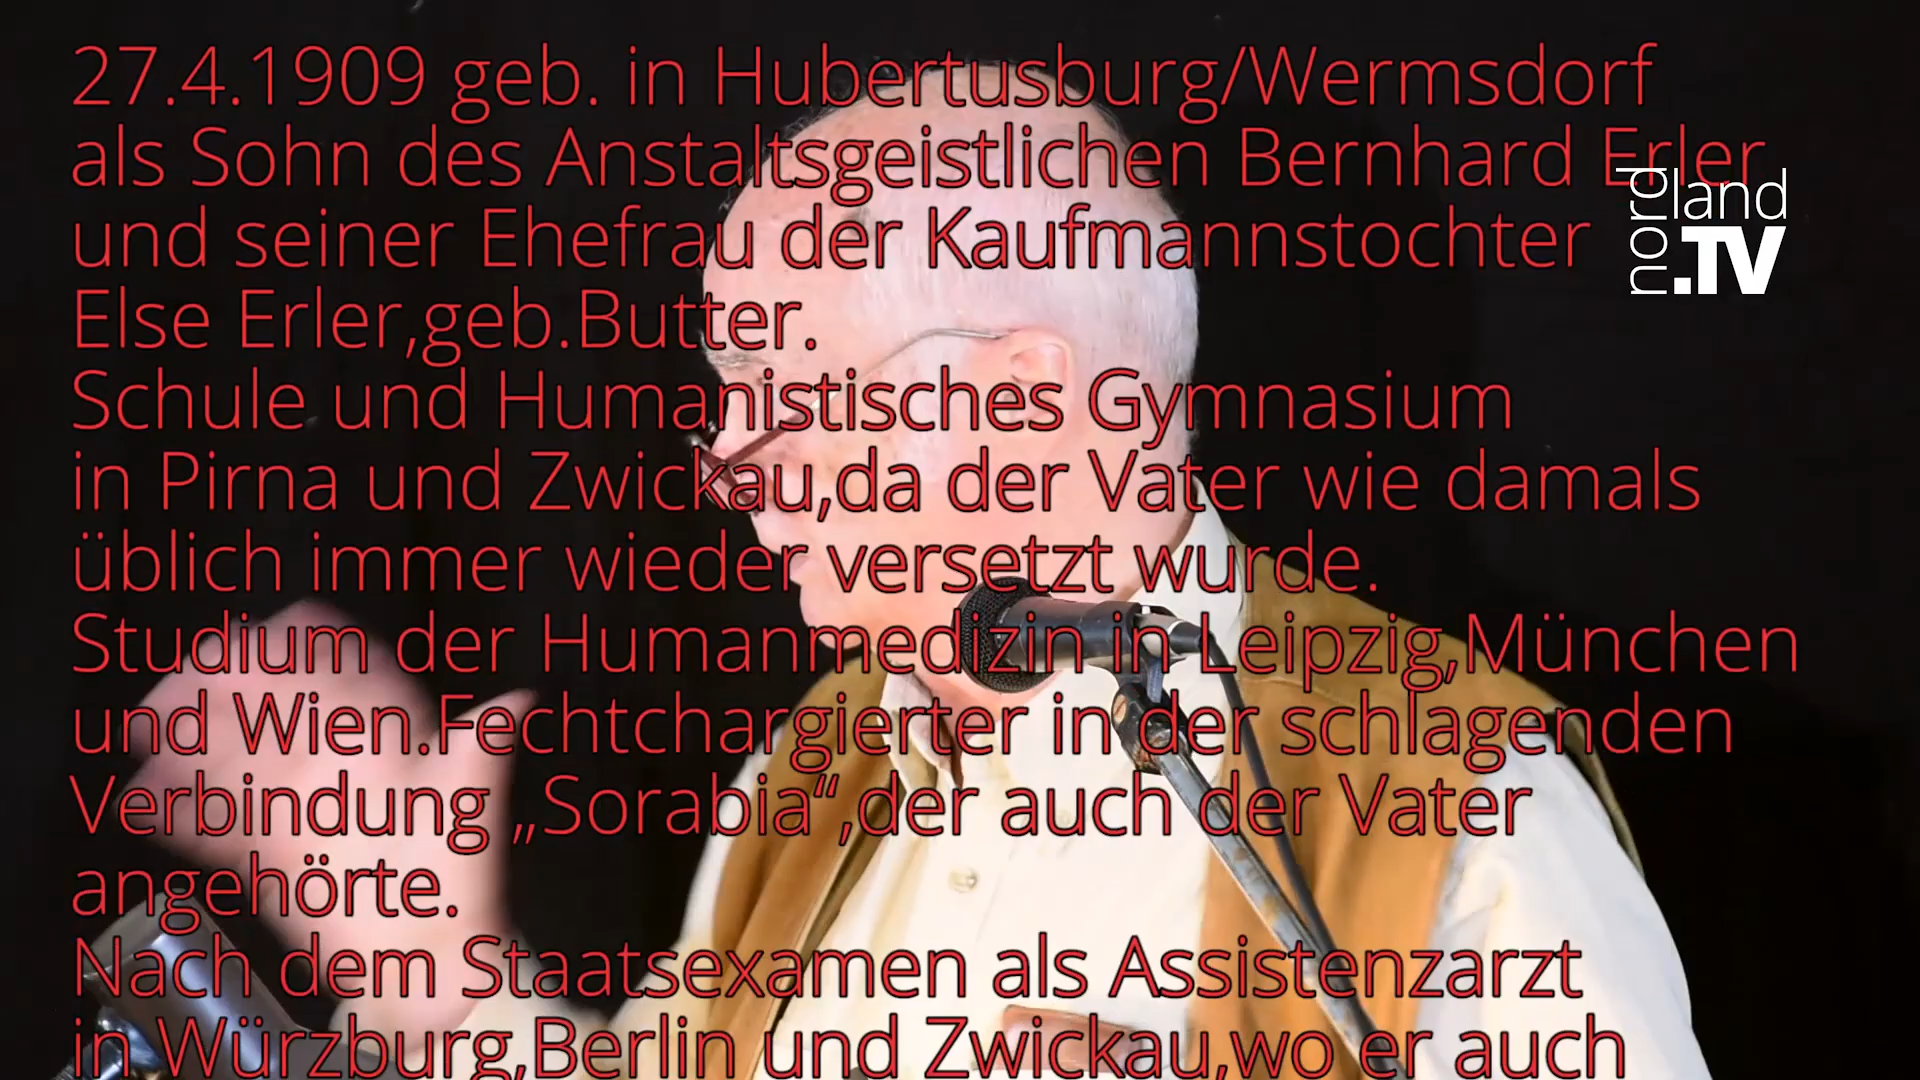 27.4.1909 geb. in Hubertusburg/Wermsdorf
als Sohn des Anstaltsgeistlichen Bernhard Erler
und seiner Ehefrau der Kaufmannstochter
Else Erler,geb.Butter.
Schule und Humanistisches Gymnasium
in Pirna und Zwickau,da der Vater wie damals
üblich immer wieder versetzt wurde.
Studium der Humanmedizin in Leipzig,München
und Wien.Fechtchargierter in der schlagenden
Verbindung „Sorabia“,der auch der Vater
angehörte.
Nach dem Staatsexamen als Assistenzarzt
in Würzburg,Berlin und Zwickau,wo er auch
nordland
.TV